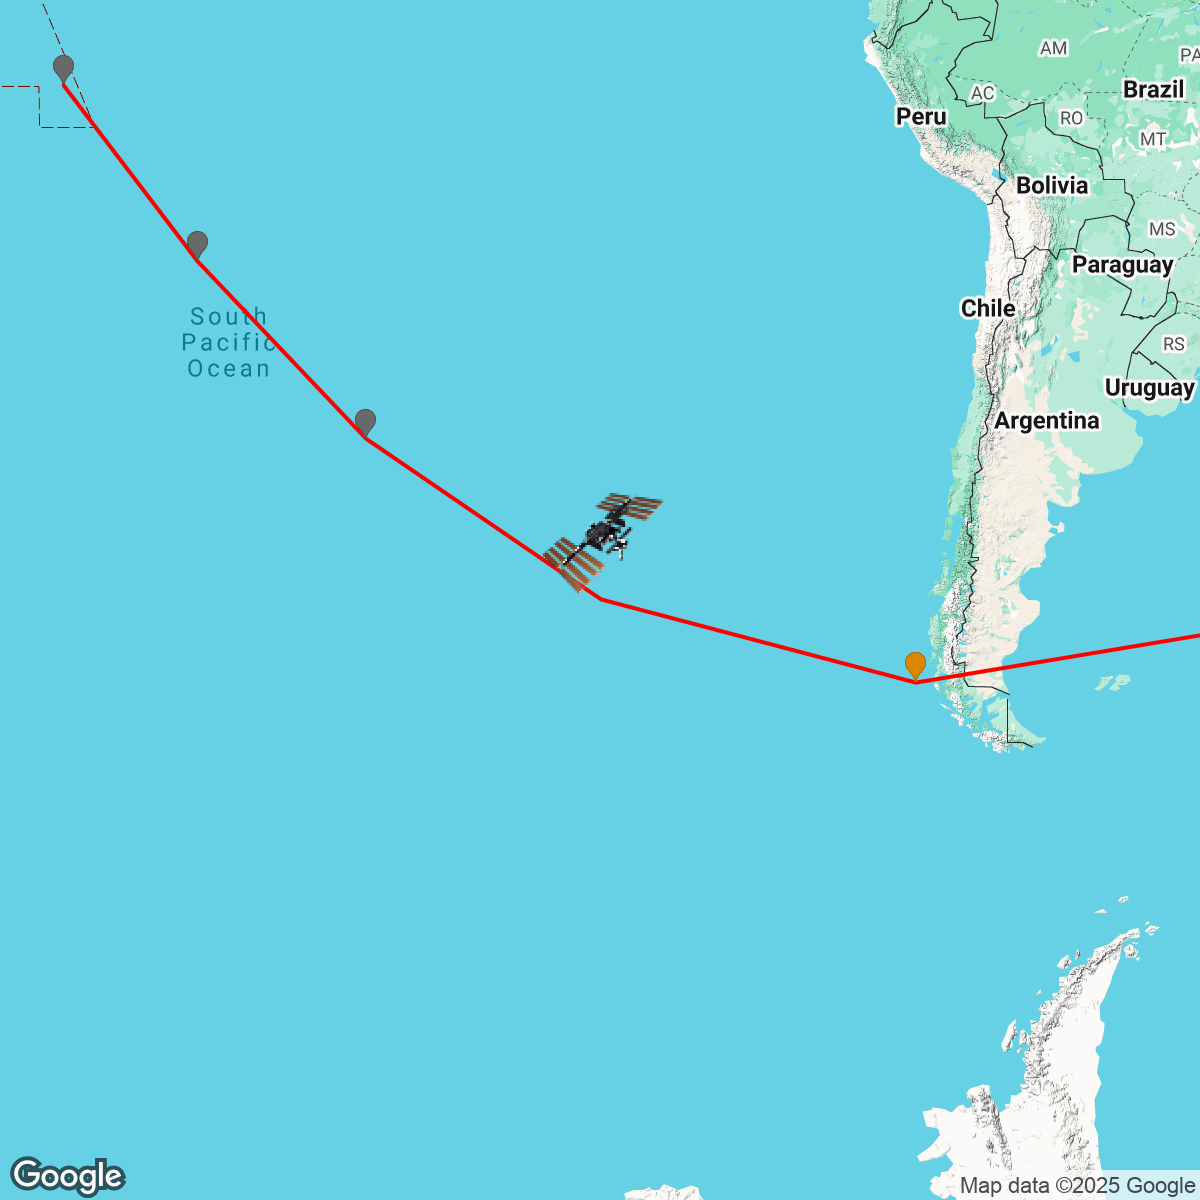 AM
PA
Brazil
AC
Peru
RO
MT
Bolivia
MS
Paraguay
Chile
South
Pacific
Ocean
RS
Uruguay
Argentina
Google
Map data ©2025 Google